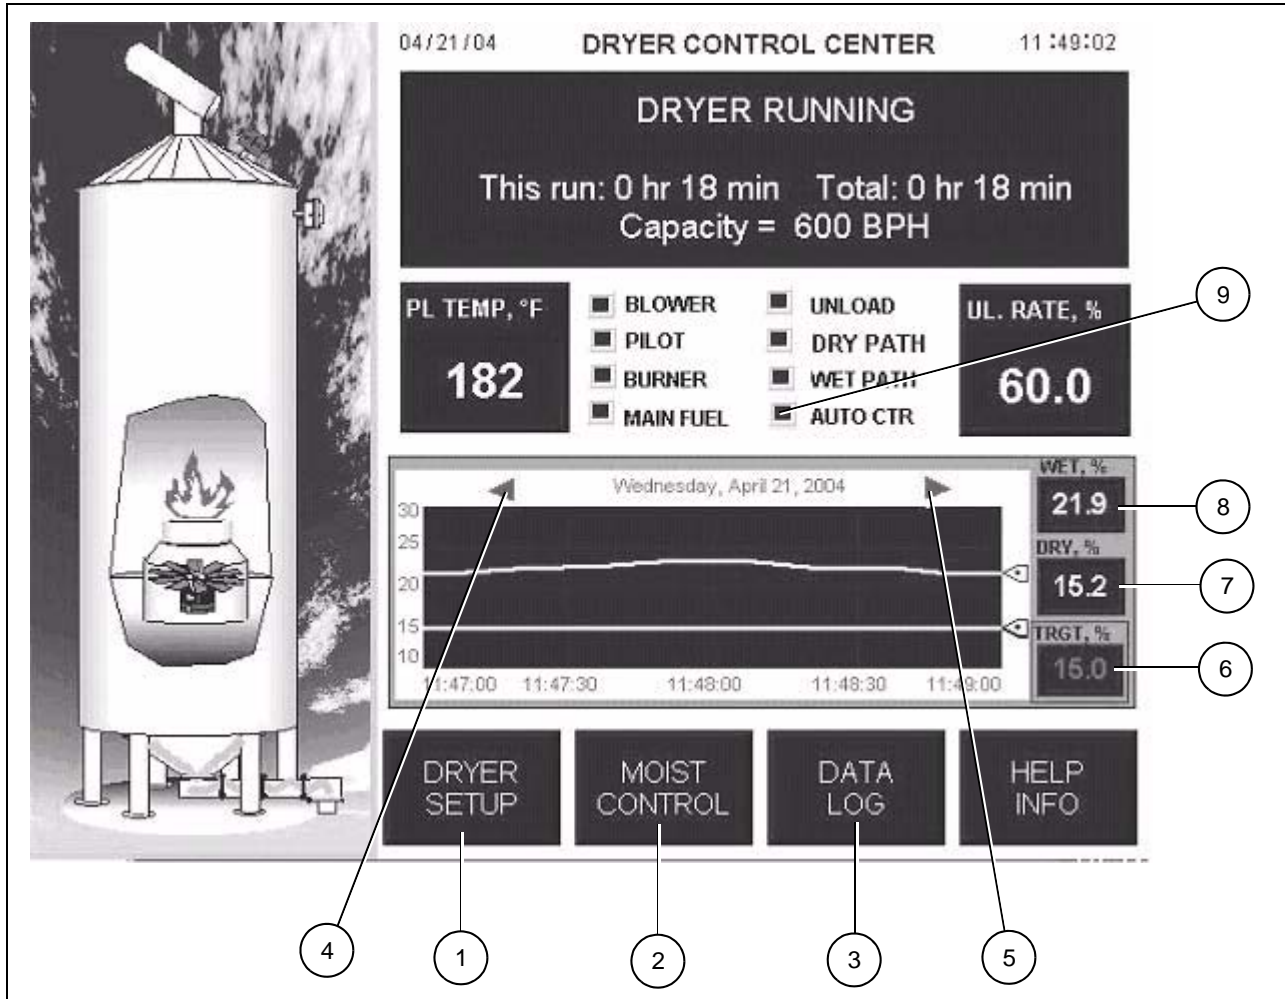 04/21/04 DRYER CONTROL CENTER 11:49:02
DRYER RUNNING
This run: 0 hr 18 min Total: 0 hr 18 min
Capacity = 600 BPH
PL TEMP, °F
182
BLOWER
PILOT
BURNER
MAIN FUEL
UNLOAD
DRY PATH
WET PATH
AUTO CTR
UL. RATE, %
60.0
9
Wednesday, April 21, 2004
30
25
20
15
10
11:47:00 11:47:30 11:48:00 11:48:30 11:49:00
WET, %
21.9
8
DRY, %
15.2
7
TRGT, %
15.0
6
DRYER
SETUP
MOIST
CONTROL
DATA
LOG
HELP
INFO
4
1
2
3
5